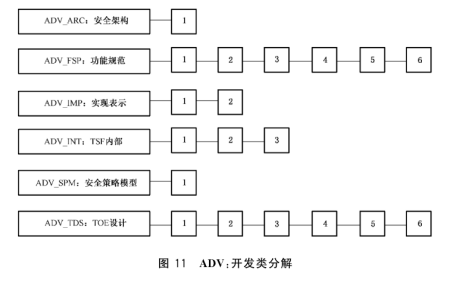 ADV_ARC：安全架构 1
ADV_FSP：功能规范 1 2 3 4 5 6
ADV_IMP：实现表示 1 2
ADV_INT：TSF内部 1 2 3
ADV_SPM：安全策略模型 1
ADV_TDS：TOE设计 1 2 3 4 5 6
图 11 ADV：开发类分解